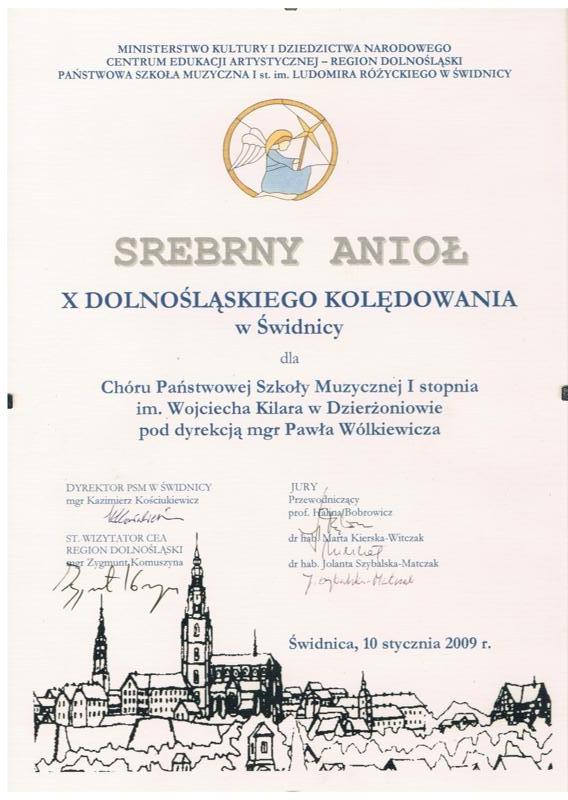 MINISTERSTWO KULTURY I DZIEDZICTWA NARODOWEGO
CENTRUM EDUKACJI ARTYSTYCZNEJ – REGION DOLNOŚLĄSKI
PAŃSTWOWA SZKOŁA MUZYCZNA I st. im. LUDOMIRA RÓŻYCKIEGO W ŚWIDNICY
SREBRNY ANIOŁ
X DOLNOŚLĄSKIEGO KOLĘDOWANIA
w Świdnicy
dla
Chóru Państwowej Szkoły Muzycznej I stopnia
im. Wojciecha Kilara w Dzierżoniowie
pod dyrekcją mgr Pawła Wólkiewicza
DYREKTOR PSM W ŚWIDNICY
mgr Kazimierz Kościukiewicz
ST. WIZYTATOR CEA
REGION DOLNOŚLĄSKI
mgr Zygmunt Komuszyna
JURY
Przewodniczący
prof. Halina Bobrowicz
dr hab. Marta Kierska-Witczak
dr hab. Jolanta Szybalska-Matczak
Świdnica, 10 stycznia 2009 r.